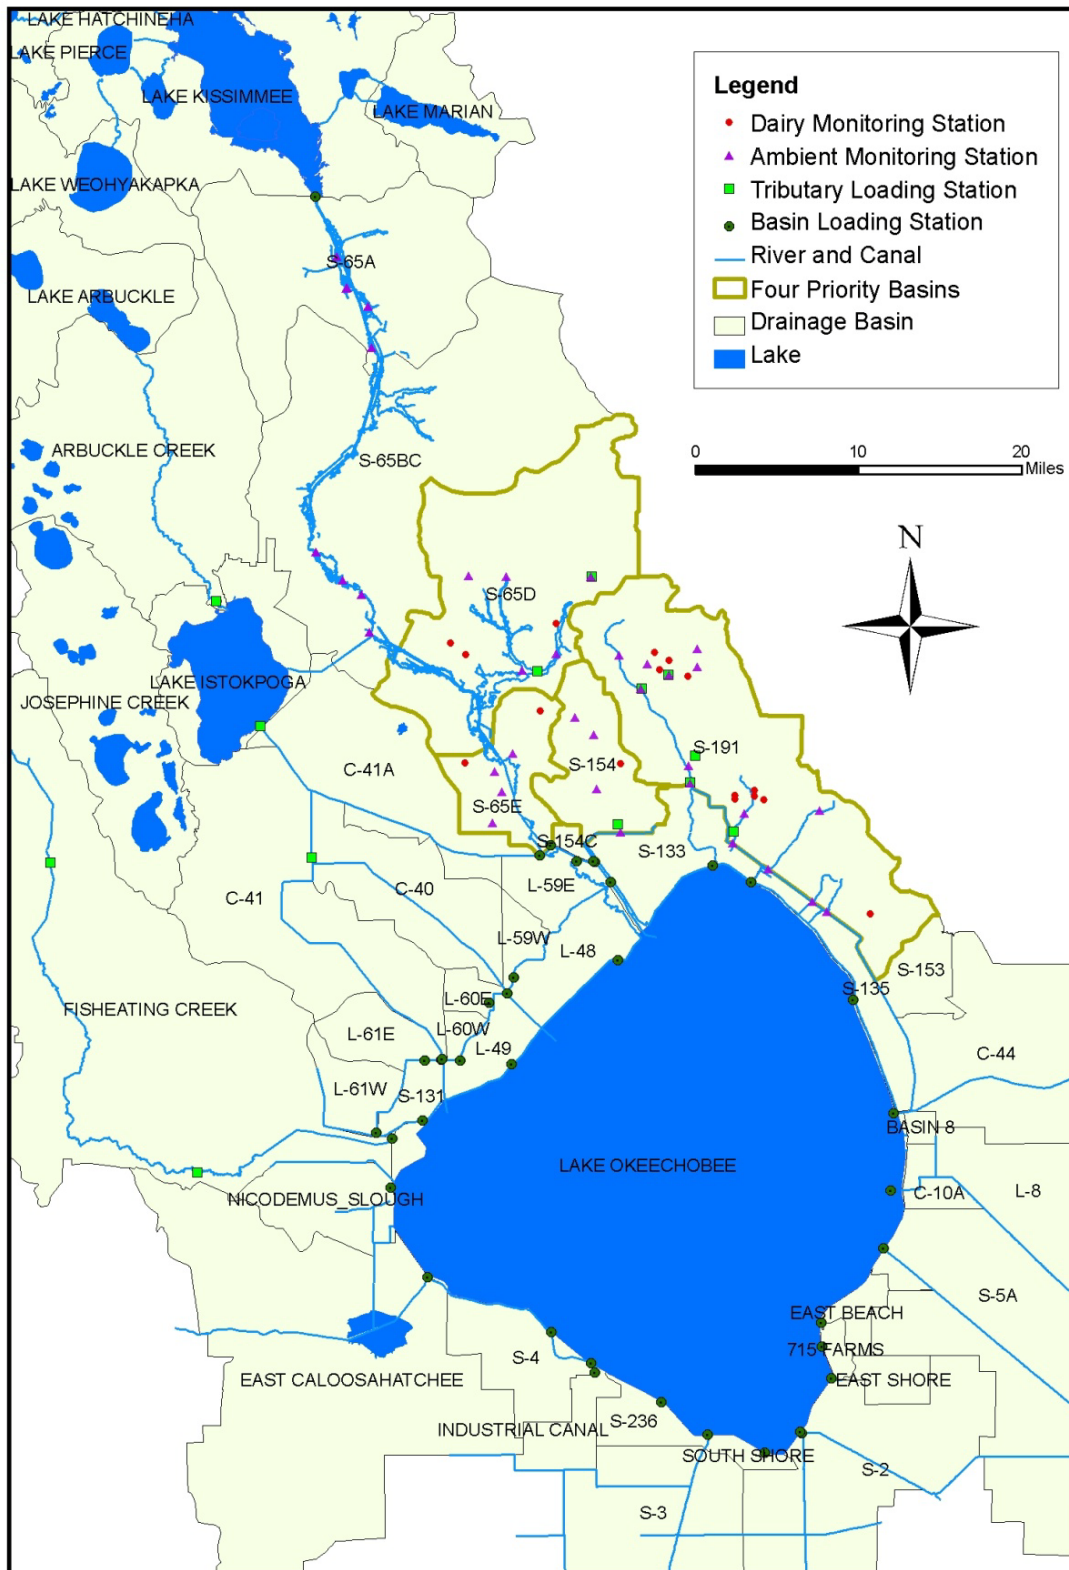 LAKE HATCHINEHA
LAKE PIERCE
LAKE KISSIMMEE
LAKE MARIAN
LAKE WEOHYAKAPKA
S-65A
LAKE ARBUCKLE
Legend
Dairy Monitoring Station
Ambient Monitoring Station
Tributary Loading Station
Basin Loading Station
River and Canal
Four Priority Basins
Drainage Basin
Lake
0 10 20
Miles
N
ARBUCKLE CREEK
S-65BC
S-65D
LAKE ISTOKPOGA
JOSEPHINE CREEK
S-191
C-41A
S-154
S-65E
S-154C
S-133
L-59E
C-40
C-41
L-59W
L-48
S-153
S-135
L-60E
FISHEATING CREEK
L-61E
L-60W
L-49
C-44
L-61W
S-131
BASIN 8
LAKE OKEECHOBEE
NICODEMUS_SLOUGH
C-10A
L-8
S-5A
EAST BEACH
715 FARMS
S-4
EAST CALOOSAHATCHEE
EAST SHORE
S-236
INDUSTRIAL CANAL
SOUTH SHORE
S-2
S-3